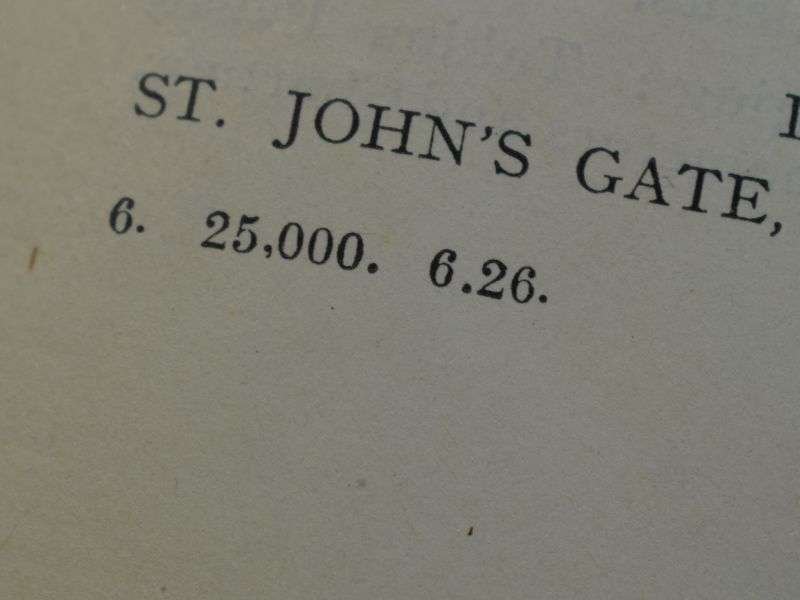 ST. JOHN'S GATE,
6. 25,000. 6.26.